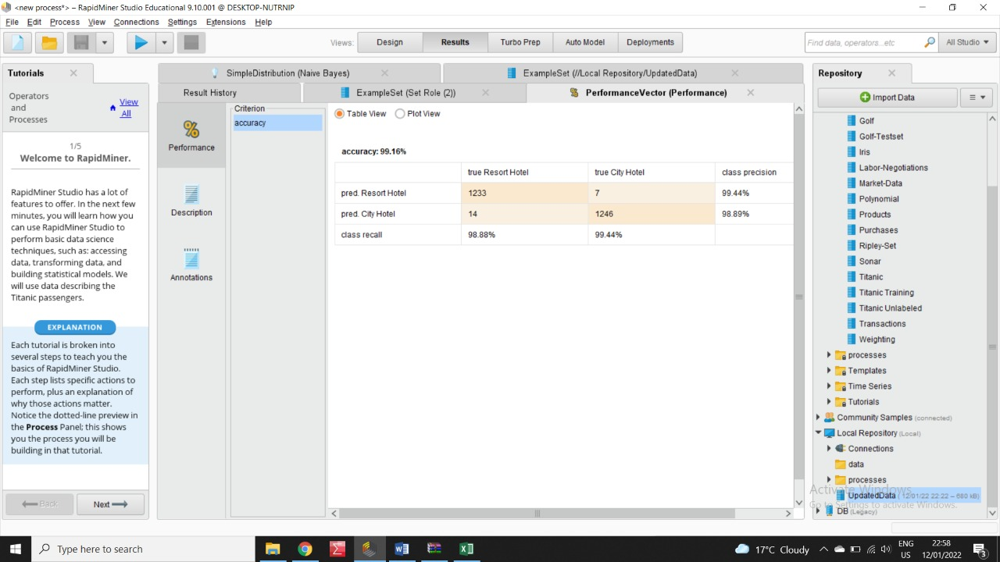 <new process*> – RapidMiner Studio Educational 9.10.001 @ DESKTOP-NUTRNIP
File Edit Process View Connections Settings Extensions Help
Views: Design Results Turbo Prep Auto Model Deployments
Find data, operators...etc All Studio
Tutorials
Operators
and
Processes
View
All
1/5
Welcome to RapidMiner.
RapidMiner Studio has a lot of
features to offer. In the next few
minutes, you will learn how you
can use RapidMiner Studio to
perform basic data science
techniques, such as: accessing
data, transforming data, and
building statistical models. We
will use data describing the
Titanic passengers.
EXPLANATION
Each tutorial is broken into
several steps to teach you the
basics of RapidMiner Studio.
Each step lists specific actions to
perform, plus an explanation of
why those actions matter.
Notice the dotted-line preview in
the Process Panel; this shows
you the process you will be
building in that tutorial.
Back Next
SimpleDistribution (Naive Bayes) ExampleSet (//Local Repository/UpdatedData)
Result History ExampleSet (Set Role (2)) PerformanceVector (Performance)
Performance
Description
Annotations
Criterion
accuracy
Table View Plot View
accuracy: 99.16%
true Resort Hotel true City Hotel class precision
pred. Resort Hotel 1233 7 99.44%
pred. City Hotel 14 1246 98.89%
class recall 98.88% 99.44%
Repository
Import Data
Golf
Golf-Testset
Iris
Labor-Negotiations
Market-Data
Polynomial
Products
Purchases
Ripley-Set
Sonar
Titanic
Titanic Training
Titanic Unlabeled
Transactions
Weighting
processes
Templates
Time Series
Tutorials
Community Samples (connected)
Local Repository (Local)
Connections
data
processes
UpdatedData (12/01/22 22:22 – 680 kB)
DB (Legacy)
Activate Windows
Go to Settings to activate Windows.
Type here to search
17°C Cloudy
ENG
US
22:58
12/01/2022
3